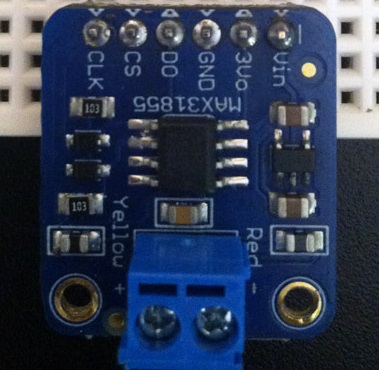 CLK CS DO GND 3Vo Vin
MAX31855
103
103
Yellow + Red -